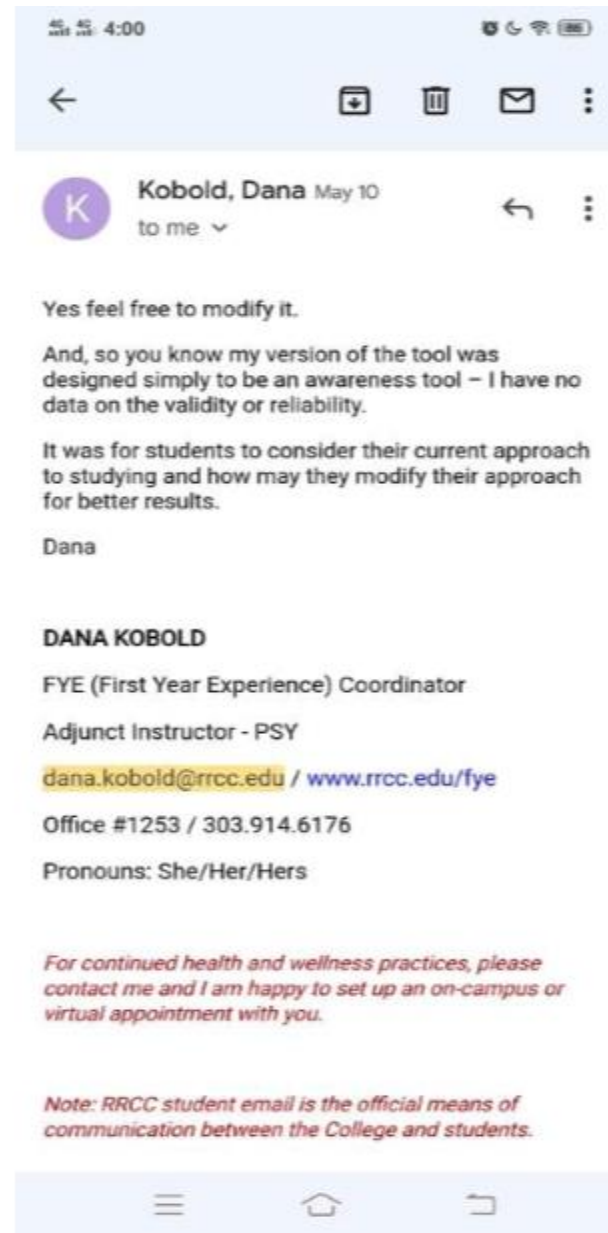 4:00
K
Kobold, Dana May 10
to me
Yes feel free to modify it.
And, so you know my version of the tool was
designed simply to be an awareness tool – I have no
data on the validity or reliability.
It was for students to consider their current approach
to studying and how may they modify their approach
for better results.
Dana
DANA KOBOLD
FYE (First Year Experience) Coordinator
Adjunct Instructor - PSY
dana.kobold@rrcc.edu / www.rrcc.edu/fye
Office #1253 / 303.914.6176
Pronouns: She/Her/Hers
For continued health and wellness practices, please
contact me and I am happy to set up an on-campus or
virtual appointment with you.
Note: RRCC student email is the official means of
communication between the College and students.